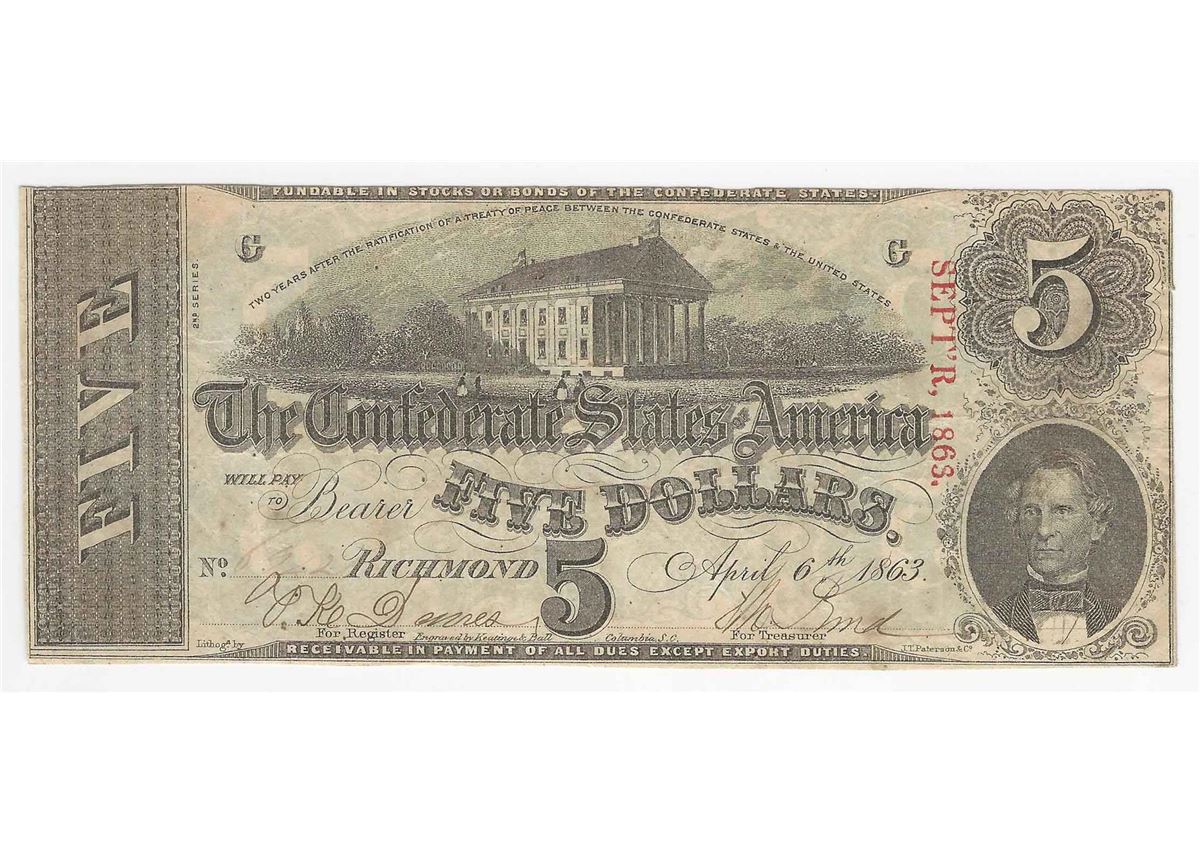 FUNDABLE IN STOCKS OR BONDS OF THE CONFEDERATE STATES.
TWO YEARS AFTER THE RATIFICATION OF A TREATY OF PEACE BETWEEN THE CONFEDERATE STATES & THE UNITED STATES
G
G
5
2ND SERIES.
FIVE
SEPT'R, 1863.
The Confederate States of America
WILL PAY TO Bearer FIVE DOLLARS.
No. RICHMOND 5 April 6th 1863.
For Register
For Treasurer
Engraved by Keatinge & Ball Columbia, S.C.
Lithogd. by
J.T. Paterson & Co
RECEIVABLE IN PAYMENT OF ALL DUES EXCEPT EXPORT DUTIES.